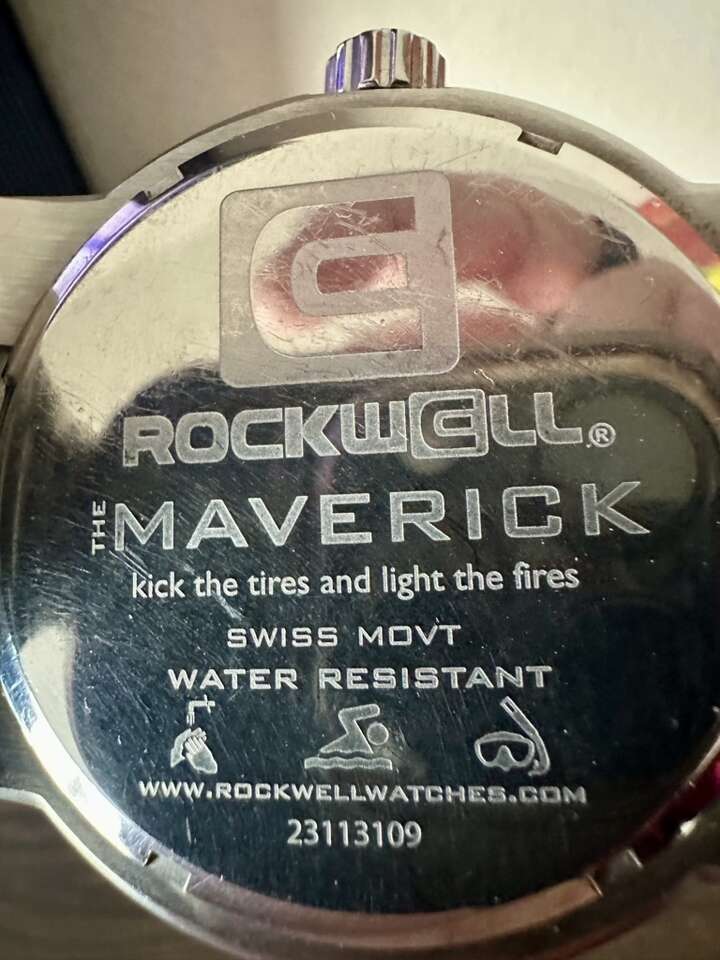 ROCKWELL®
THE MAVERICK
kick the tires and light the fires
SWISS MOVT
WATER RESISTANT
WWW.ROCKWELLWATCHES.COM
23113109